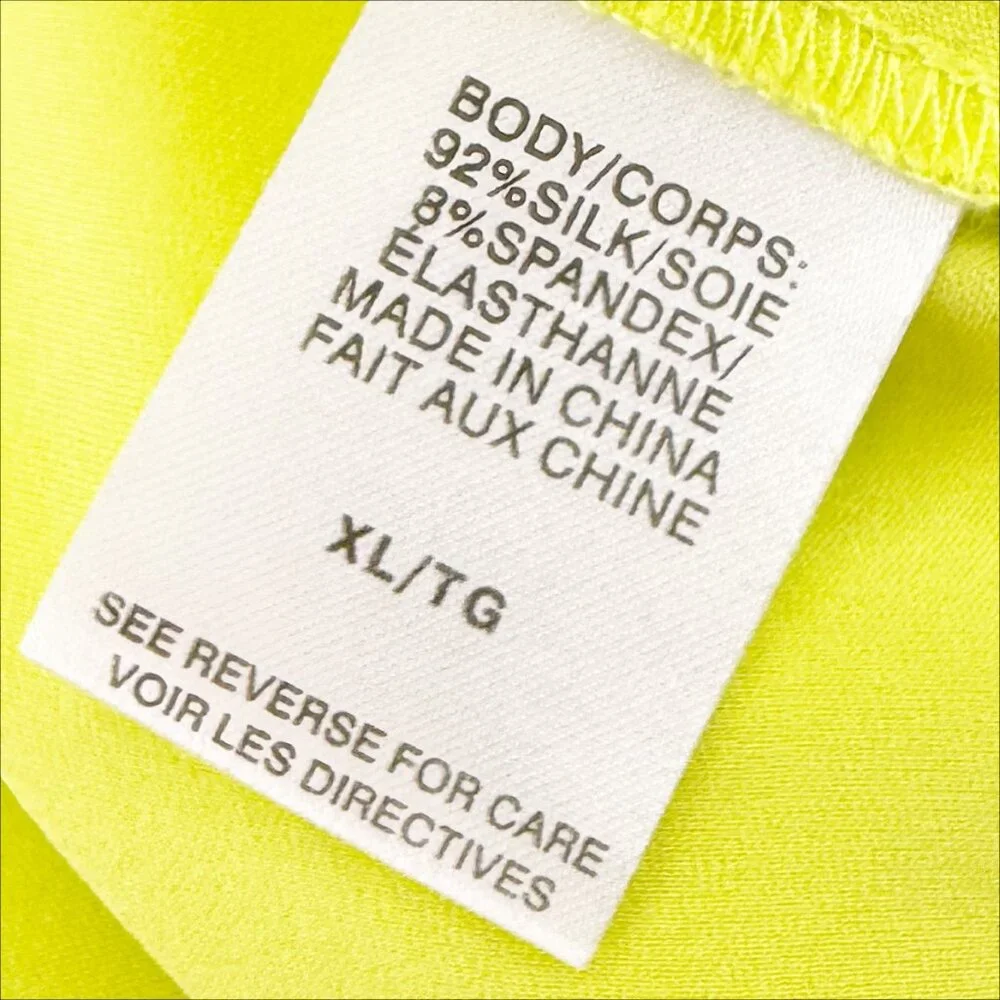 BODY/CORPS:
92%SILK/SOIE
8%SPANDEX/
ÉLASTHANNE
MADE IN CHINA
FAIT AUX CHINE
XL/TG
SEE REVERSE FOR CARE
VOIR LES DIRECTIVES